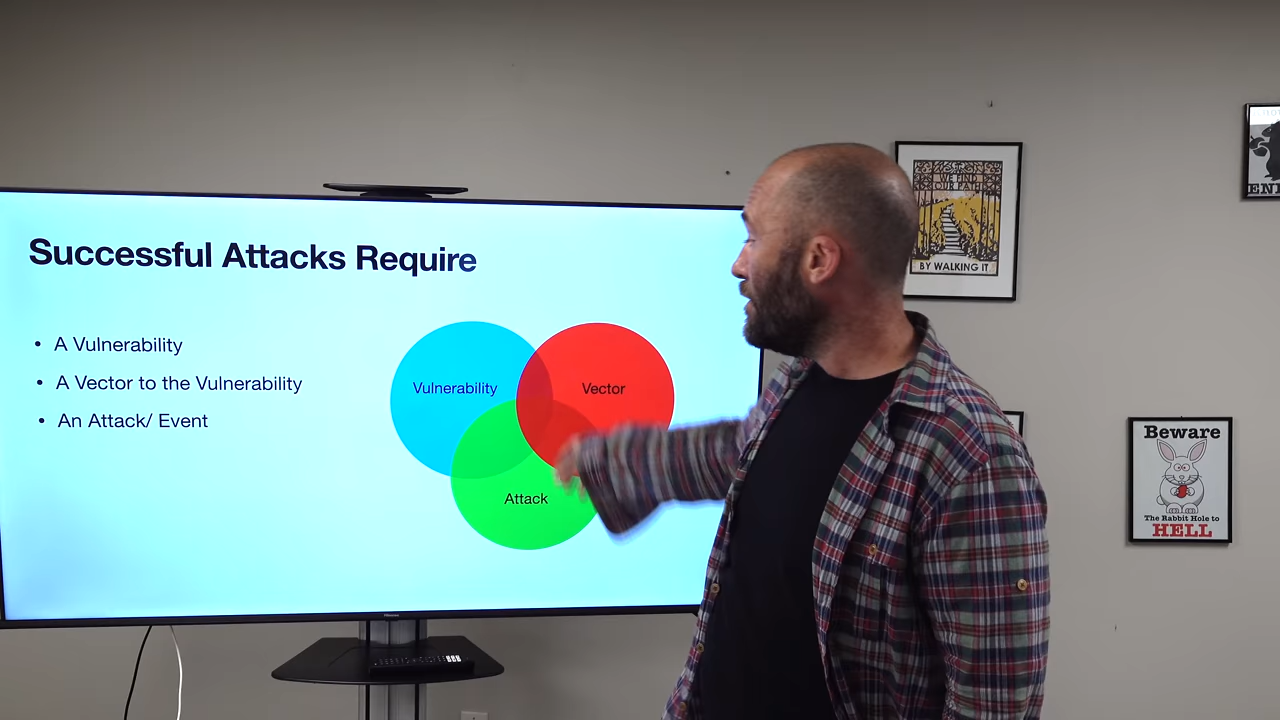 Successful Attacks Require
• A Vulnerability
• A Vector to the Vulnerability
• An Attack/ Event
Vulnerability
Vector
Attack
WE FIND
OUR PATH
BY WALKING IT
Beware
The Rabbit Hole to
HELL